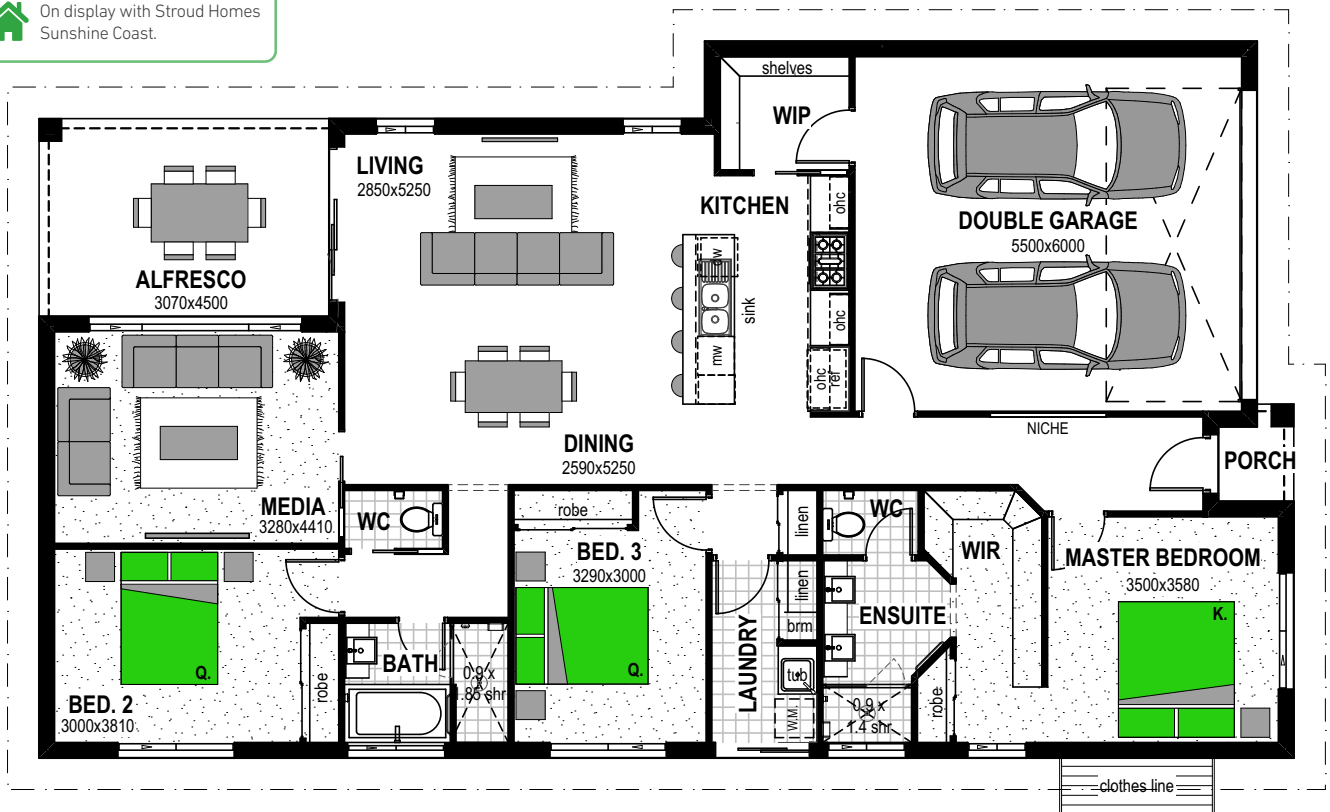 On display with Stroud Homes
Sunshine Coast.
shelves
WIP
LIVING
2850x5250
KITCHEN
ohc
DOUBLE GARAGE
5500x6000
dw
sink
mw
ohc
ohc
ref
ALFRESCO
3070x4500
DINING
2590x5250
NICHE
PORCH
MEDIA
3280x4410
WC
robe
linen
WC
WIR
BED. 3
3290x3000
MASTER BEDROOM
3500x3580
linen
brm
ENSUITE
K.
Q.
BATH
0.9 x
1.85 shr
Q.
LAUNDRY
tub
W.M.
robe
BED. 2
3000x3810
robe
0.9 x
1.4 shr
clothes line